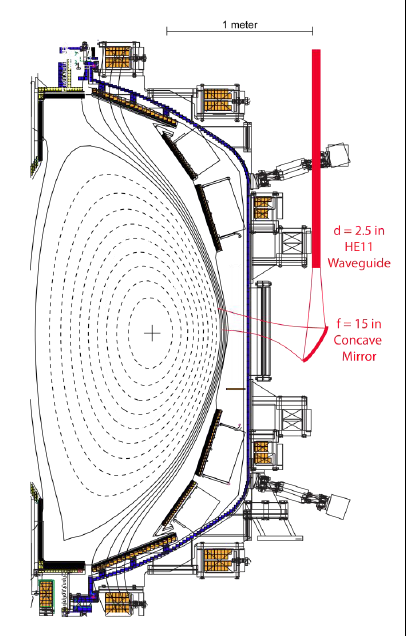 1 meter
d = 2.5 in
HE11
Waveguide
f = 15 in
Concave
Mirror